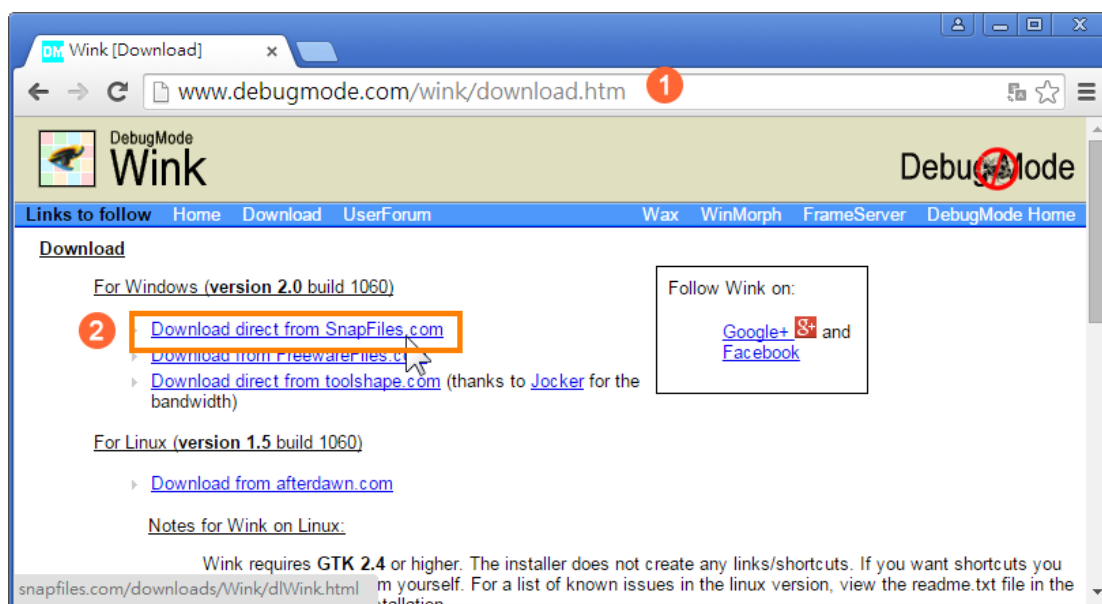 Wink [Download]
www.debugmode.com/wink/download.htm 1
DebugMode
Wink
DebugMode
Links to follow Home Download UserForum Wax WinMorph FrameServer DebugMode Home
Download
For Windows (version 2.0 build 1060)
Follow Wink on:
2 Download direct from SnapFiles.com
Google+ and
Download from FreewareFiles.c
Facebook
Download direct from toolshape.com (thanks to Jocker for the
bandwidth)
For Linux (version 1.5 build 1060)
Download from afterdawn.com
Notes for Wink on Linux:
Wink requires GTK 2.4 or higher. The installer does not create any links/shortcuts. If you want shortcuts you
snapfiles.com/downloads/Wink/dlWink.html m yourself. For a list of known issues in the linux version, view the readme.txt file in the